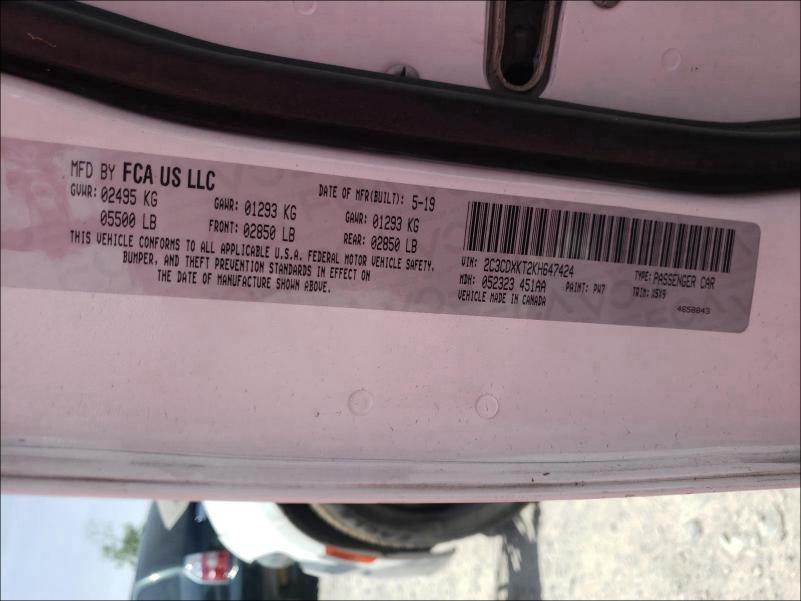 MFD BY FCA US LLC
DATE OF MFR(BUILT): 5-19
GVWR: 02495 KG
GAWR: 01293 KG
GAWR: 01293 KG
05500 LB
FRONT: 02850 LB
REAR: 02850 LB
THIS VEHICLE CONFORMS TO ALL APPLICABLE U.S.A. FEDERAL MOTOR VEHICLE SAFETY,
BUMPER, AND THEFT PREVENTION STANDARDS IN EFFECT ON
THE DATE OF MANUFACTURE SHOWN ABOVE.
VIN: 2C3CDXKT2KH647424
TYPE: PASSENGER CAR
MDH: 052323 451AA
PAINT: PW7
TRIM: X5X9
VEHICLE MADE IN CANADA
4658843